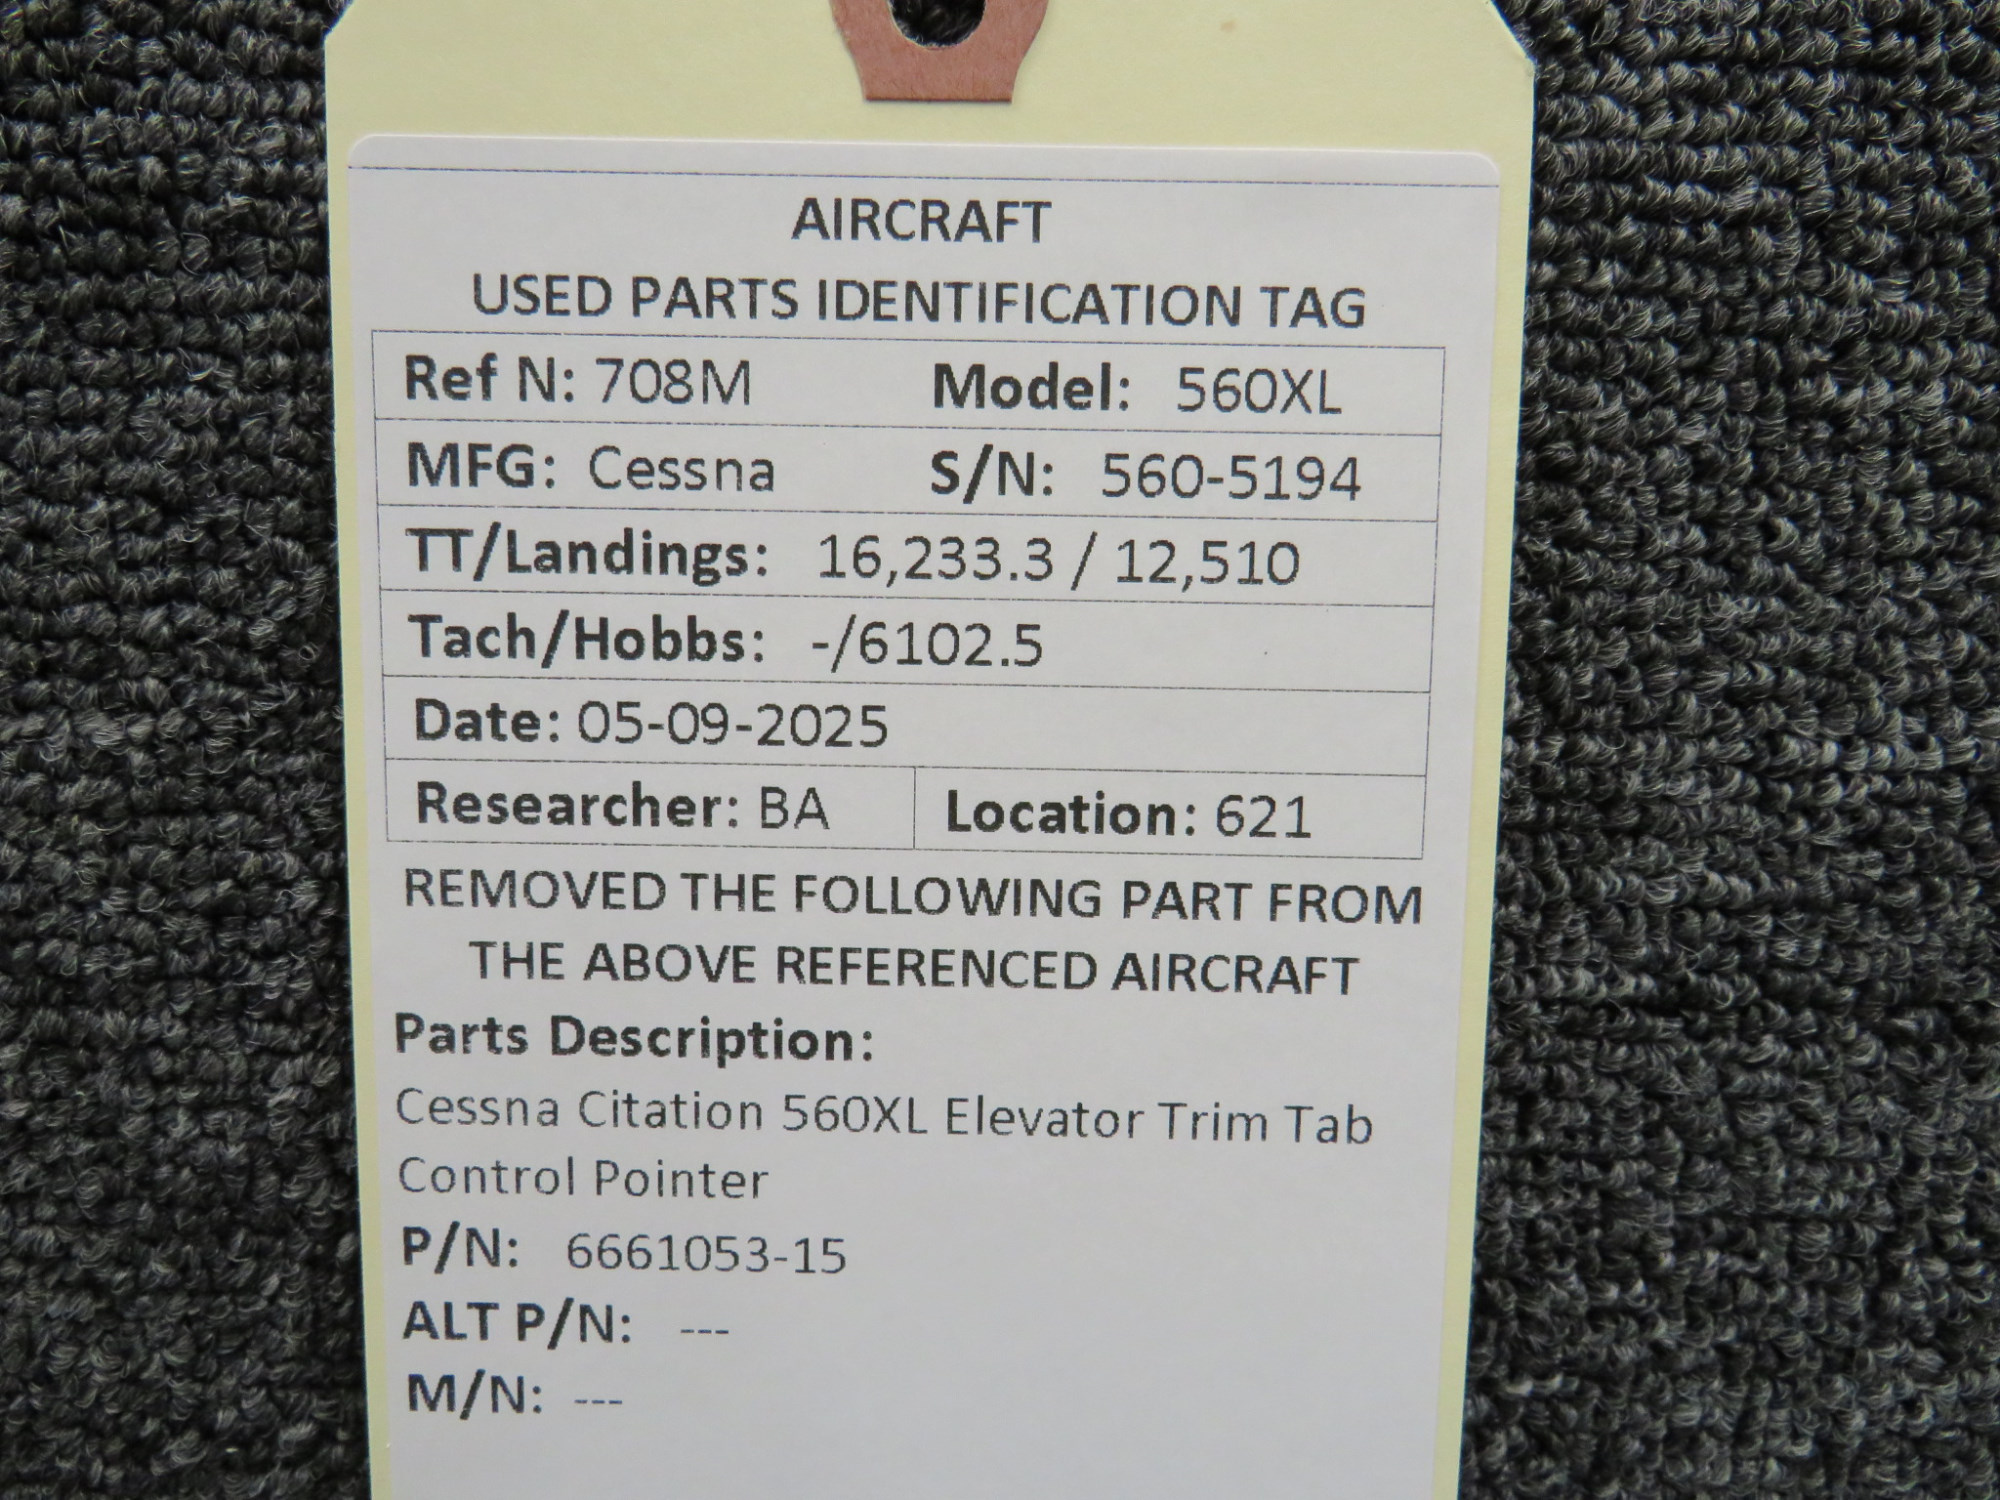 AIRCRAFT
USED PARTS IDENTIFICATION TAG
Ref N: 708M Model: 560XL
MFG: Cessna S/N: 560-5194
TT/Landings: 16,233.3 / 12,510
Tach/Hobbs: -/6102.5
Date: 05-09-2025
Researcher: BA Location: 621
REMOVED THE FOLLOWING PART FROM
THE ABOVE REFERENCED AIRCRAFT
Parts Description:
Cessna Citation 560XL Elevator Trim Tab
Control Pointer
P/N: 6661053-15
ALT P/N: ---
M/N: ---